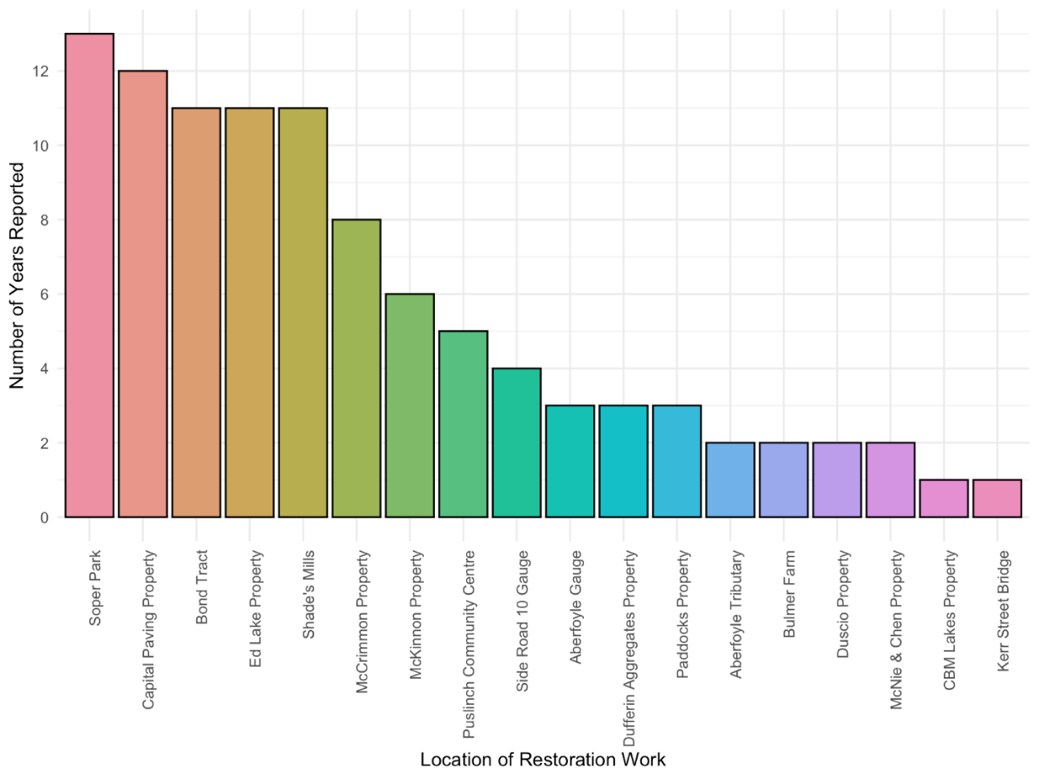 12
10
8
6
4
2
0
Number of Years Reported
Soper Park
Capital Paving Property
Bond Tract
Ed Lake Property
Shade's Mills
McCrimmon Property
McKinnon Property
Puslinch Community Centre
Side Road 10 Gauge
Aberfoyle Gauge
Dufferin Aggregates Property
Paddocks Property
Aberfoyle Tributary
Bulmer Farm
Duscio Property
McNie & Chen Property
CBM Lakes Property
Kerr Street Bridge
Location of Restoration Work